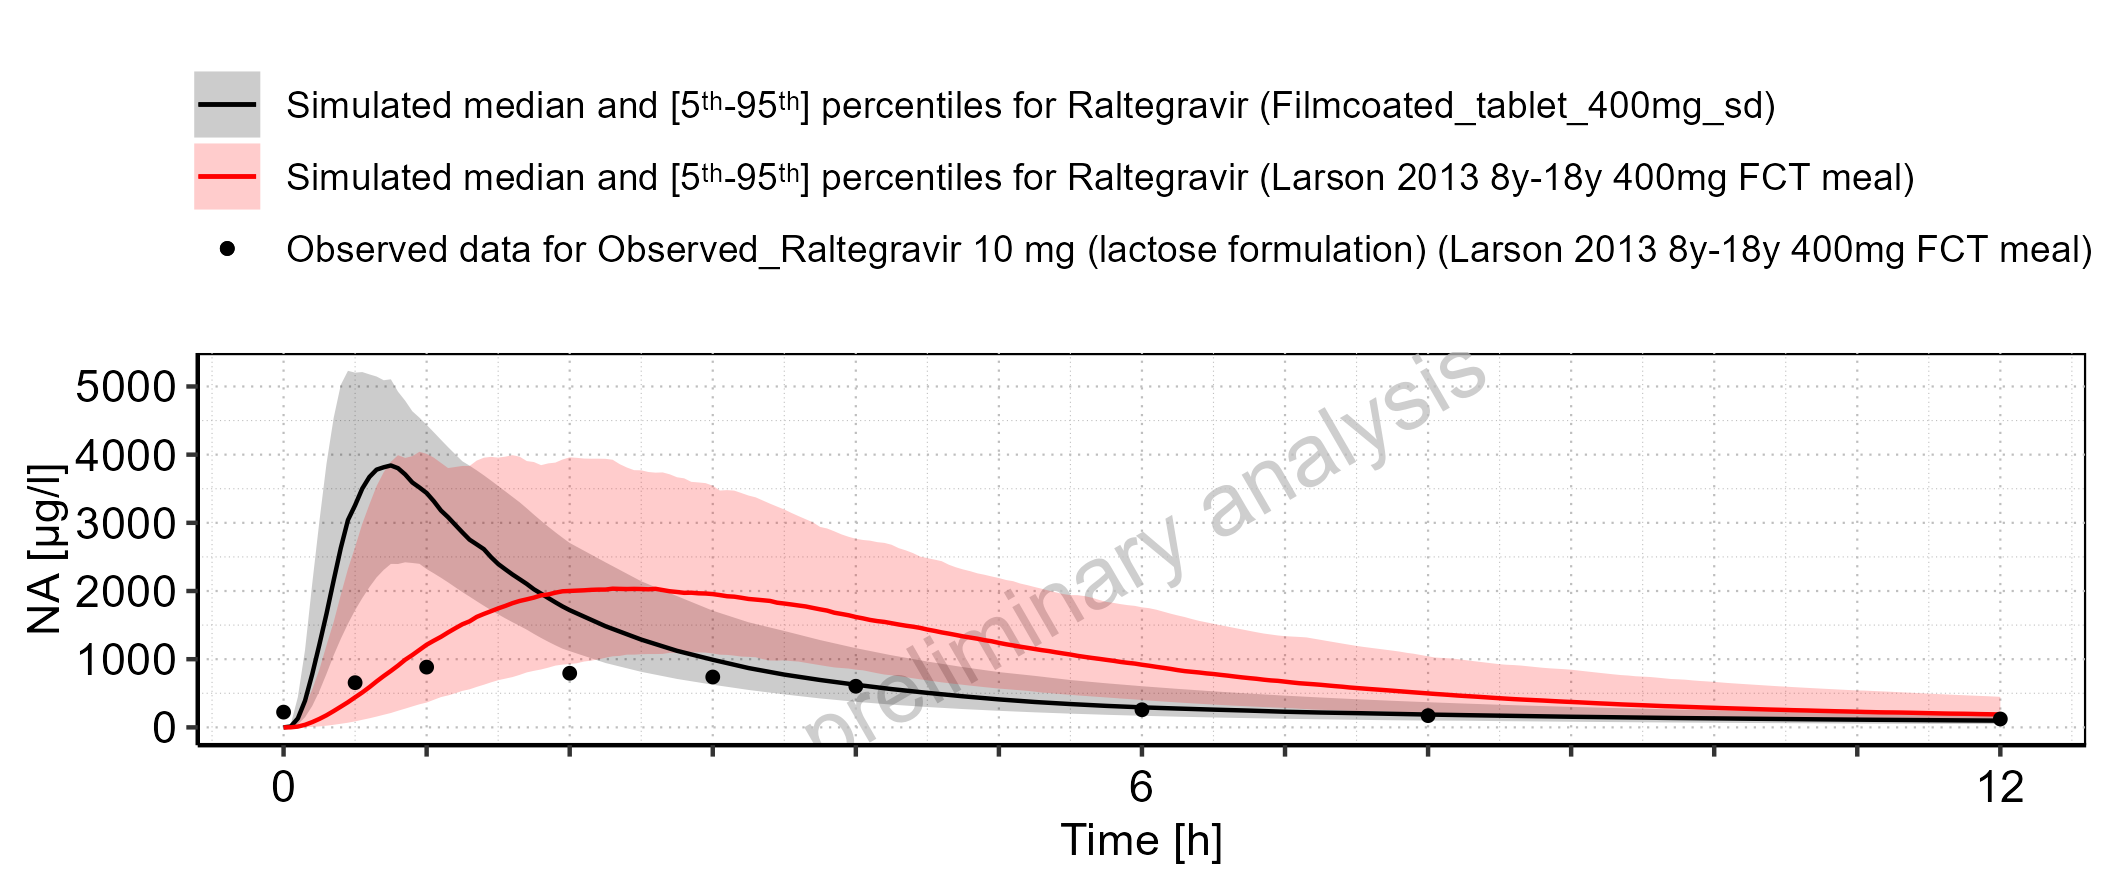 Simulated median and [5th-95th] percentiles for Raltegravir (Filmcoated_tablet_400mg_sd)
Simulated median and [5th-95th] percentiles for Raltegravir (Larson 2013 8y-18y 400mg FCT meal)
Observed data for Observed_Raltegravir 10 mg (lactose formulation) (Larson 2013 8y-18y 400mg FCT meal)
NA [µg/l]
5000
4000
3000
2000
1000
0
preliminary analysis
0 6 12
Time [h]